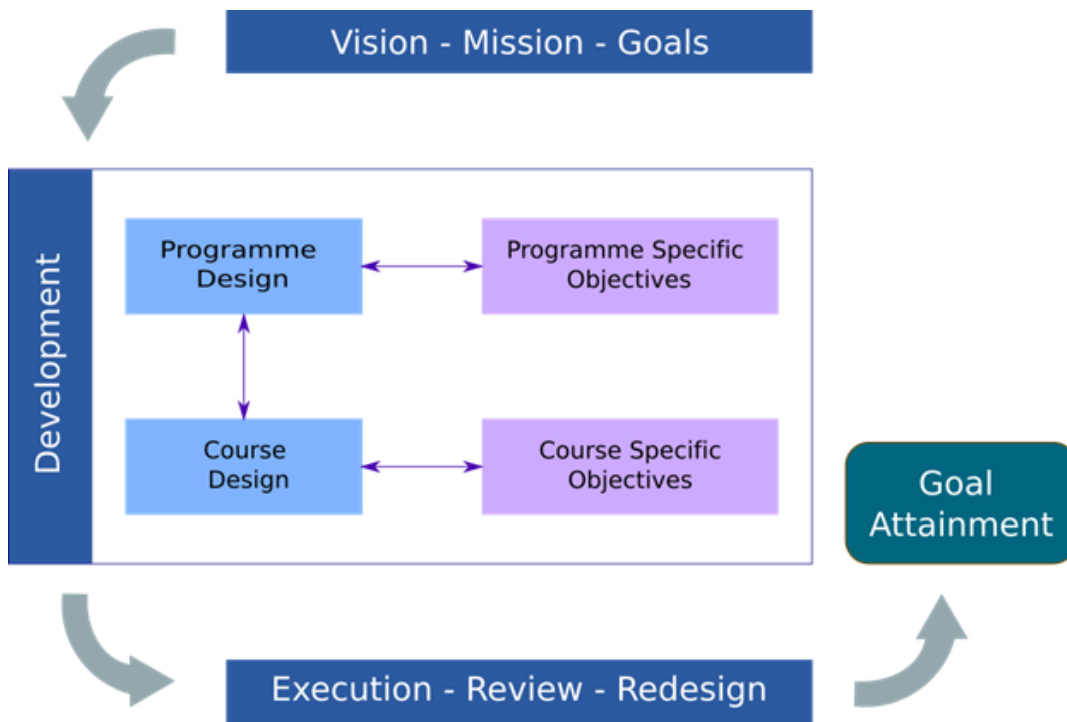 Vision - Mission - Goals
Development
Programme
Design
Programme Specific
Objectives
Course
Design
Course Specific
Objectives
Goal
Attainment
Execution - Review - Redesign